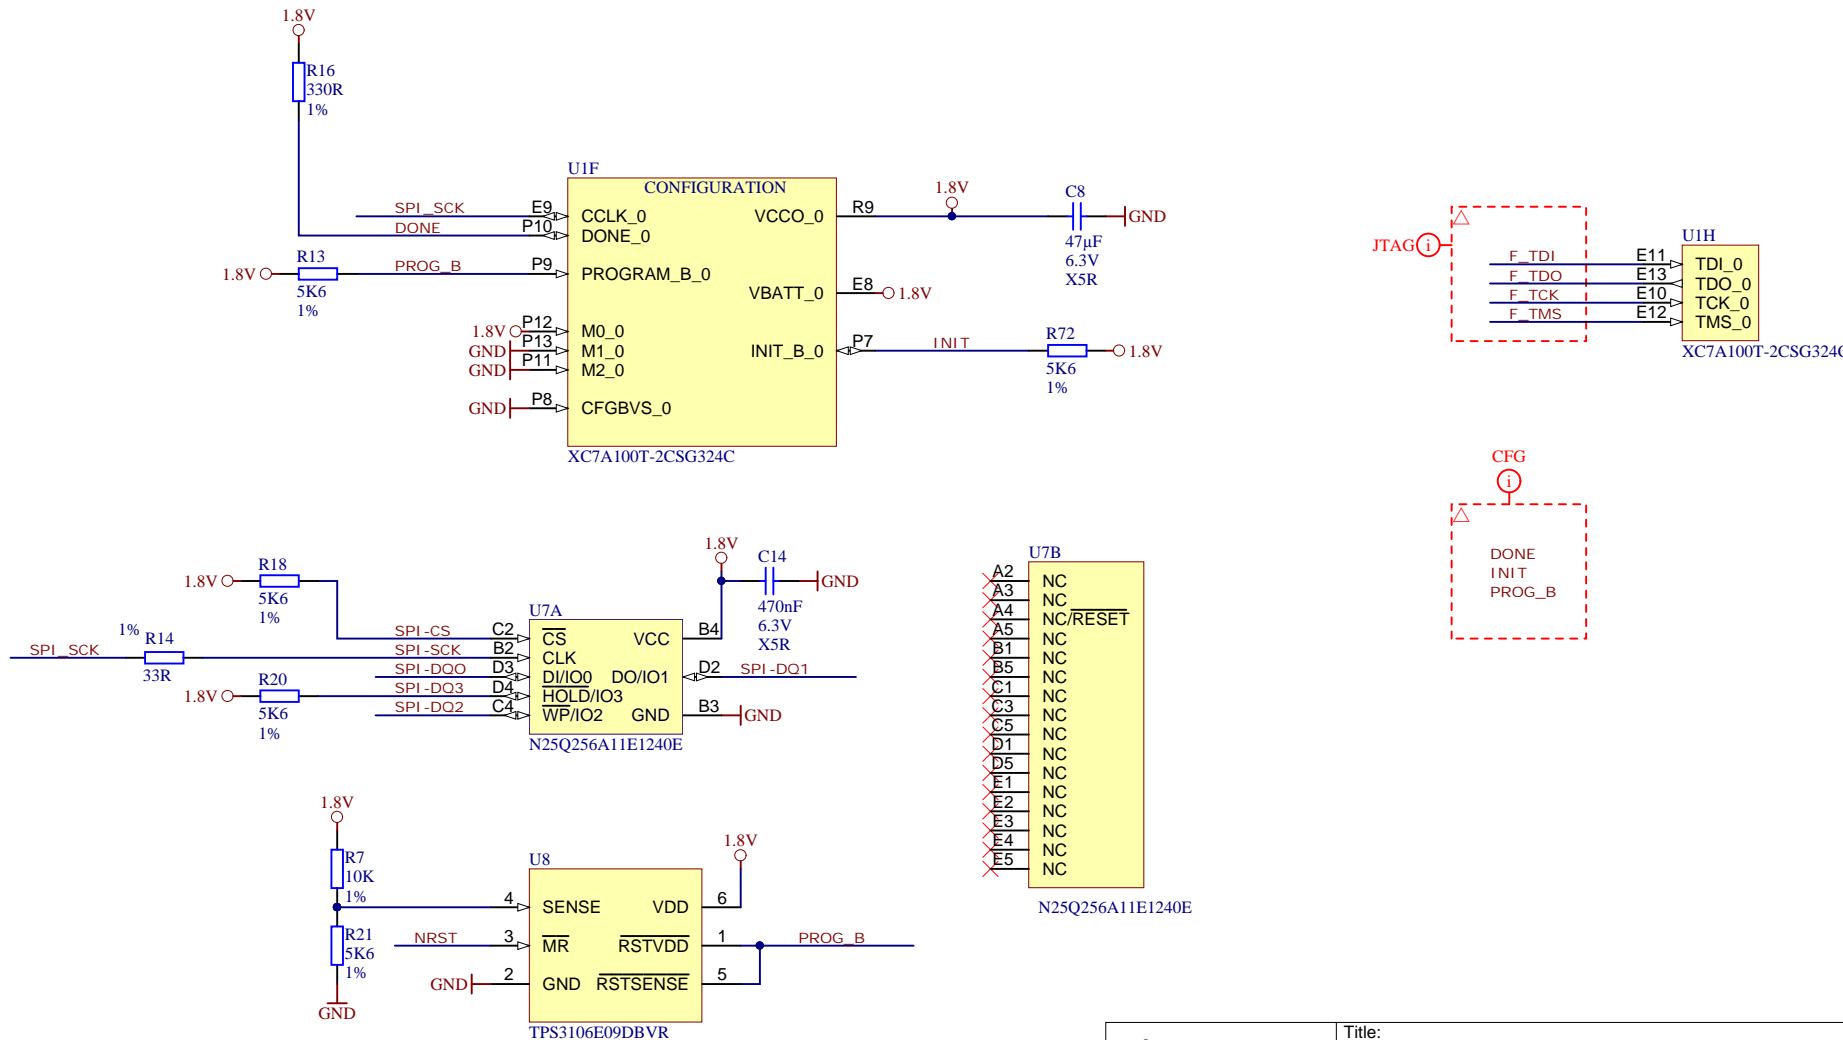 1.8V
R16
330R
1%
U1F
CONFIGURATION
SPI_SCK E9 CCLK_0
DONE P10 DONE_0
1.8V R13 PROG_B P9 PROGRAM_B_0
5K6
1%
1.8V P12 M0_0
GND P13 M1_0
GND P11 M2_0
GND P8 CFGBVS_0
VCCO_0 R9
1.8V
C8
GND
47µF
6.3V
X5R
VBATT_0 E8 1.8V
INIT_B_0 P7 INIT R72 1.8V
5K6
1%
XC7A100T-2CSG324C
JTAG i
U1H
F_TDI E11 TDI_0
F_TDO E13 TDO_0
F_TCK E10 TCK_0
F_TMS E12 TMS_0
XC7A100T-2CSG324C
CFG
i
DONE
INIT
PROG_B
1.8V R18
5K6
1%
SPI_SCK
1%
R14
33R
1.8V R20
5K6
1%
U7A
SPI-CS C2 CS
SPI-SCK B2 CLK
SPI-DQ0 D3 DI/IO0
SPI-DQ3 D4 HOLD/IO3
SPI-DQ2 C4 WP/IO2
VCC B4
1.8V
C14
GND
470nF
6.3V
X5R
DO/IO1 D2 SPI-DQ1
GND B3 GND
N25Q256A11E1240E
U7B
A2 NC
A3 NC
A4 NC/RESET
A5 NC
B1 NC
B5 NC
C1 NC
C3 NC
C5 NC
D1 NC
D5 NC
E1 NC
E2 NC
E3 NC
E4 NC
E5 NC
N25Q256A11E1240E
1.8V
R7
10K
1%
R21
5K6
1%
GND
U8
4 SENSE
NRST 3 MR
GND 2 GND
VDD 6
1.8V
RSTVDD 1 PROG_B
RSTSENSE 5
TPS3106E09DBVR
Title: